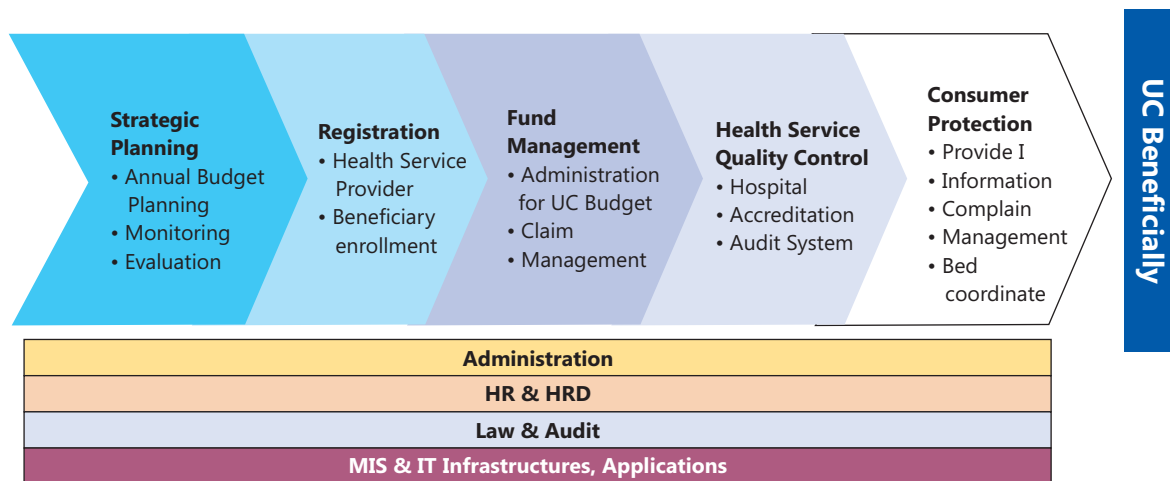 Strategic
Planning
• Annual Budget
Planning
• Monitoring
• Evaluation
Registration
• Health Service
Provider
• Beneficiary
enrollment
Fund
Management
• Administration
for UC Budget
• Claim
• Management
Health Service
Quality Control
• Hospital
• Accreditation
• Audit System
Consumer
Protection
• Provide I
• Information
• Complain
• Management
• Bed
coordinate
UC Beneficially
Administration
HR & HRD
Law & Audit
MIS & IT Infrastructures, Applications